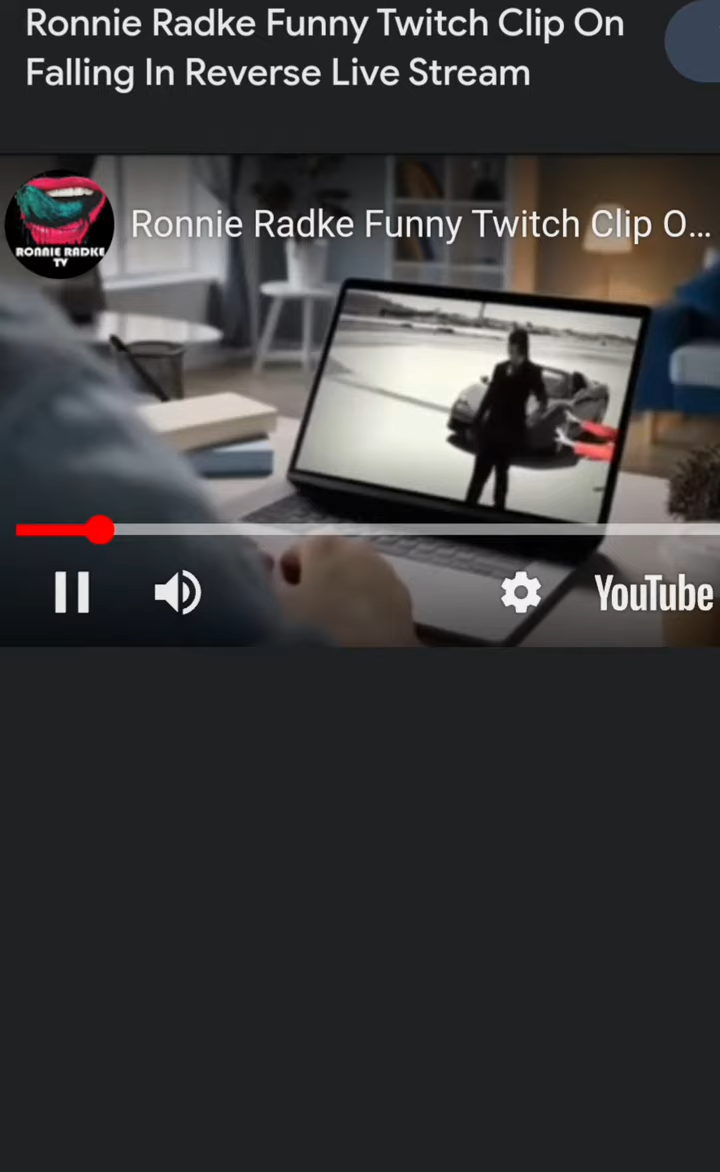 Ronnie Radke Funny Twitch Clip On
Falling In Reverse Live Stream
RONNIE RADKE
TV
Ronnie Radke Funny Twitch Clip O...
YouTube